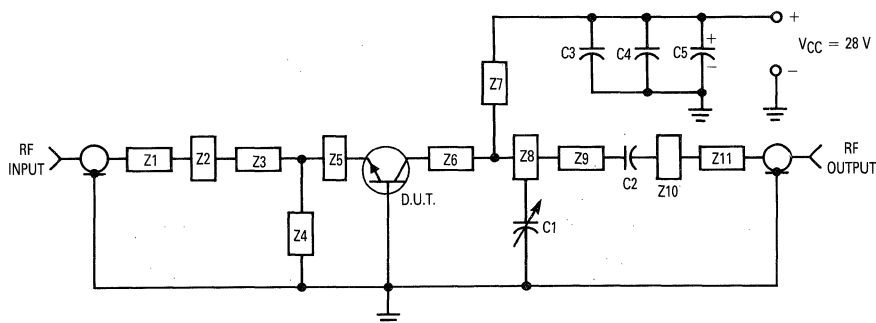 +
C3
C4
C5
+
−
VCC = 28 V
−
Z7
RF
INPUT
Z1
Z2
Z3
Z5
D.U.T.
Z6
Z8
Z9
C2
Z10
Z11
RF
OUTPUT
Z4
C1